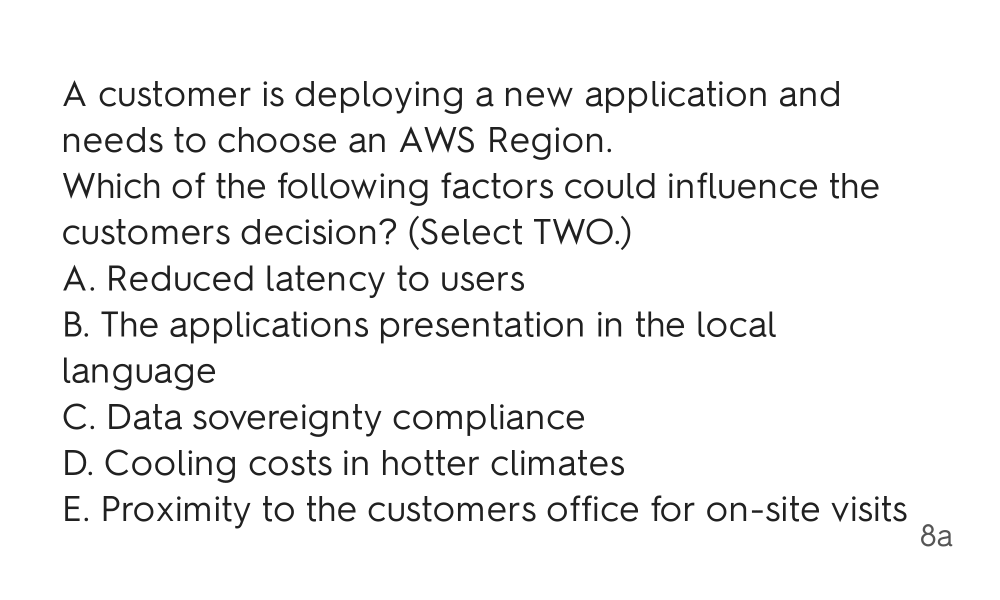 A customer is deploying a new application and
needs to choose an AWS Region.
Which of the following factors could influence the
customers decision? (Select TWO.)
A. Reduced latency to users
B. The applications presentation in the local
language
C. Data sovereignty compliance
D. Cooling costs in hotter climates
E. Proximity to the customers office for on-site visits
8a